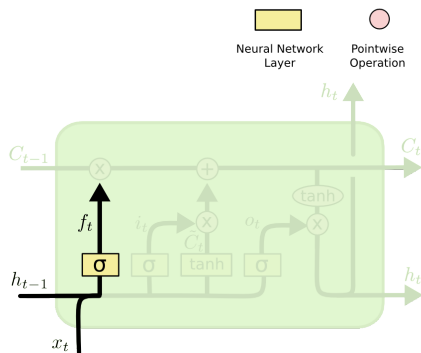 Neural Network
Layer
Pointwise
Operation
h_t
C_{t-1}
C_t
x
+
tanh
f_t
i_t
C̃_t
o_t
x
x
σ
σ
tanh
σ
h_{t-1}
h_t
x_t